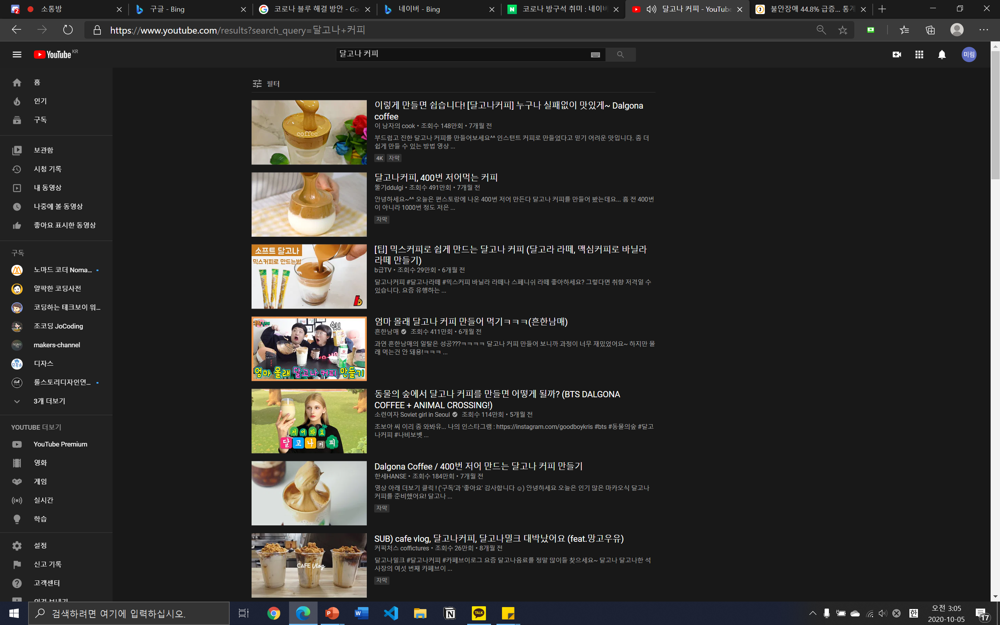 소통방
구글 - Bing
코로나 블루 해결 방안 - Go
네이버 - Bing
코로나 방구석 취미 : 네이버
달고나 커피 - YouTube
불안장애 44.8% 급증... 통계
https://www.youtube.com/results?search_query=달고나+커피
YouTube KR
달고나 커피
미림
홈
인기
구독
보관함
시청 기록
내 동영상
나중에 볼 동영상
좋아요 표시한 동영상
구독
노마드 코더 Noma...
얄팍한 코딩사전
코딩하는 테크보이 워...
조코딩 JoCoding
makers-channel
디자스
롤스토리디자인연...
3개 더보기
YOUTUBE 더보기
YouTube Premium
영화
게임
실시간
학습
설정
신고 기록
고객센터
필터
coffee
이렇게 만들면 쉽습니다! [달고나커피] 누구나 실패없이 맛있게~ Dalgona
coffee
이 남자의 cook • 조회수 148만회 • 7개월 전
부드럽고 진한 달고나 커피를 만들어보세요^^ 인스턴트 커피로 만들었다고 믿기 어려운 맛입니다. 좀 더
쉽게 만들 수 있는 방법 영상 ...
4K 자막
달고나커피, 400번 저어먹는 커피
뚤기ddulgi • 조회수 491만회 • 7개월 전
안녕하세요~^^ 오늘은 편스토랑에 나온 400번 저어 만든다 달고나 커피를 만들어 봤는데요... 흠 전 400번
이 아니라 1000번 정도 저은 ...
자막
소프트 달고나
믹스커피로 만드는법
[팁] 믹스커피로 쉽게 만드는 달고나 커피 (달고라 라떼, 맥심커피로 바닐라
라떼 만들기)
b급TV • 조회수 29만회 • 6개월 전
달고나커피 #달고나라떼 #믹스커피 바닐라 라떼나 스페니쉬 라떼 좋아하세요? 그렇다면 취향 저격일 수
있습니다. 요즘 유행하는 ...
흔한남매
쉿!
엄마 몰래 달고나 커피 만들기
엄마 몰래 달고나 커피 만들어 먹기ㅋㅋㅋ(흔한남매)
흔한남매 조회수 411만회 • 6개월 전
과연 흔한남매의 일탈은 성공???ㅋㅋㅋㅋ 달고나 커피 만들어 보니까 과정이 너무 재밌었어요~ 하지만 몰
래 먹는건 안 돼용!ㅋㅋㅋ ...
저어봐요
달고나커피
동물의 숲에서 달고나 커피를 만들면 어떻게 될까? (BTS DALGONA
COFFEE + ANIMAL CROSSING!)
소련여자 Soviet girl in Seoul 조회수 114만회 • 5개월 전
조보아 씨 이리 좀 와봐유... 나의 인스타그램 : https://instagram.com/goodboykris #bts #동물의숲 #달고
나커피 #나비보벳 ...
Dalgona Coffee / 400번 저어 만드는 달고나 커피 만들기
한세HANSE • 조회수 184만회 • 7개월 전
영상 아래 더보기 클릭 ! ('구독'과 '좋아요' 감사합니다 ☺) 안녕하세요 오늘은 인기 많은 마카오식 달고나
커피를 준비했어요! 달고나 ...
자막
CAFE Vlog
SUB) cafe vlog, 달고나커피, 달고나밀크 대박났어요 (feat.망고우유)
커픽처스 coffictures • 조회수 26만회 • 8개월 전
달고나밀크 #달고나커피 #카페브이로그 요즘 달고나음료를 정말 많이들 찾으세요~ 달고나 달고나한 석
사장의 여섯 번째 카페브이 ...
자막
검색하려면 여기에 입력하십시오.
TALK
한
오전 3:05
2020-10-05
17